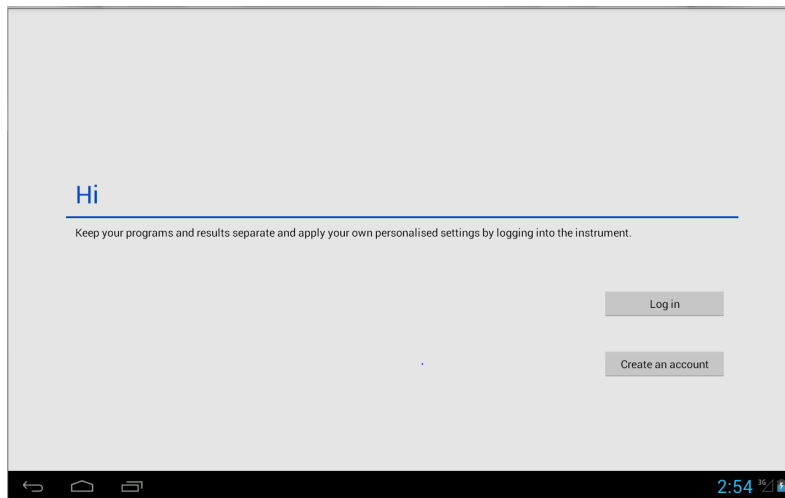 Hi
Keep your programs and results separate and apply your own personalised settings by logging into the instrument.
Log in
Create an account
2:54 3G